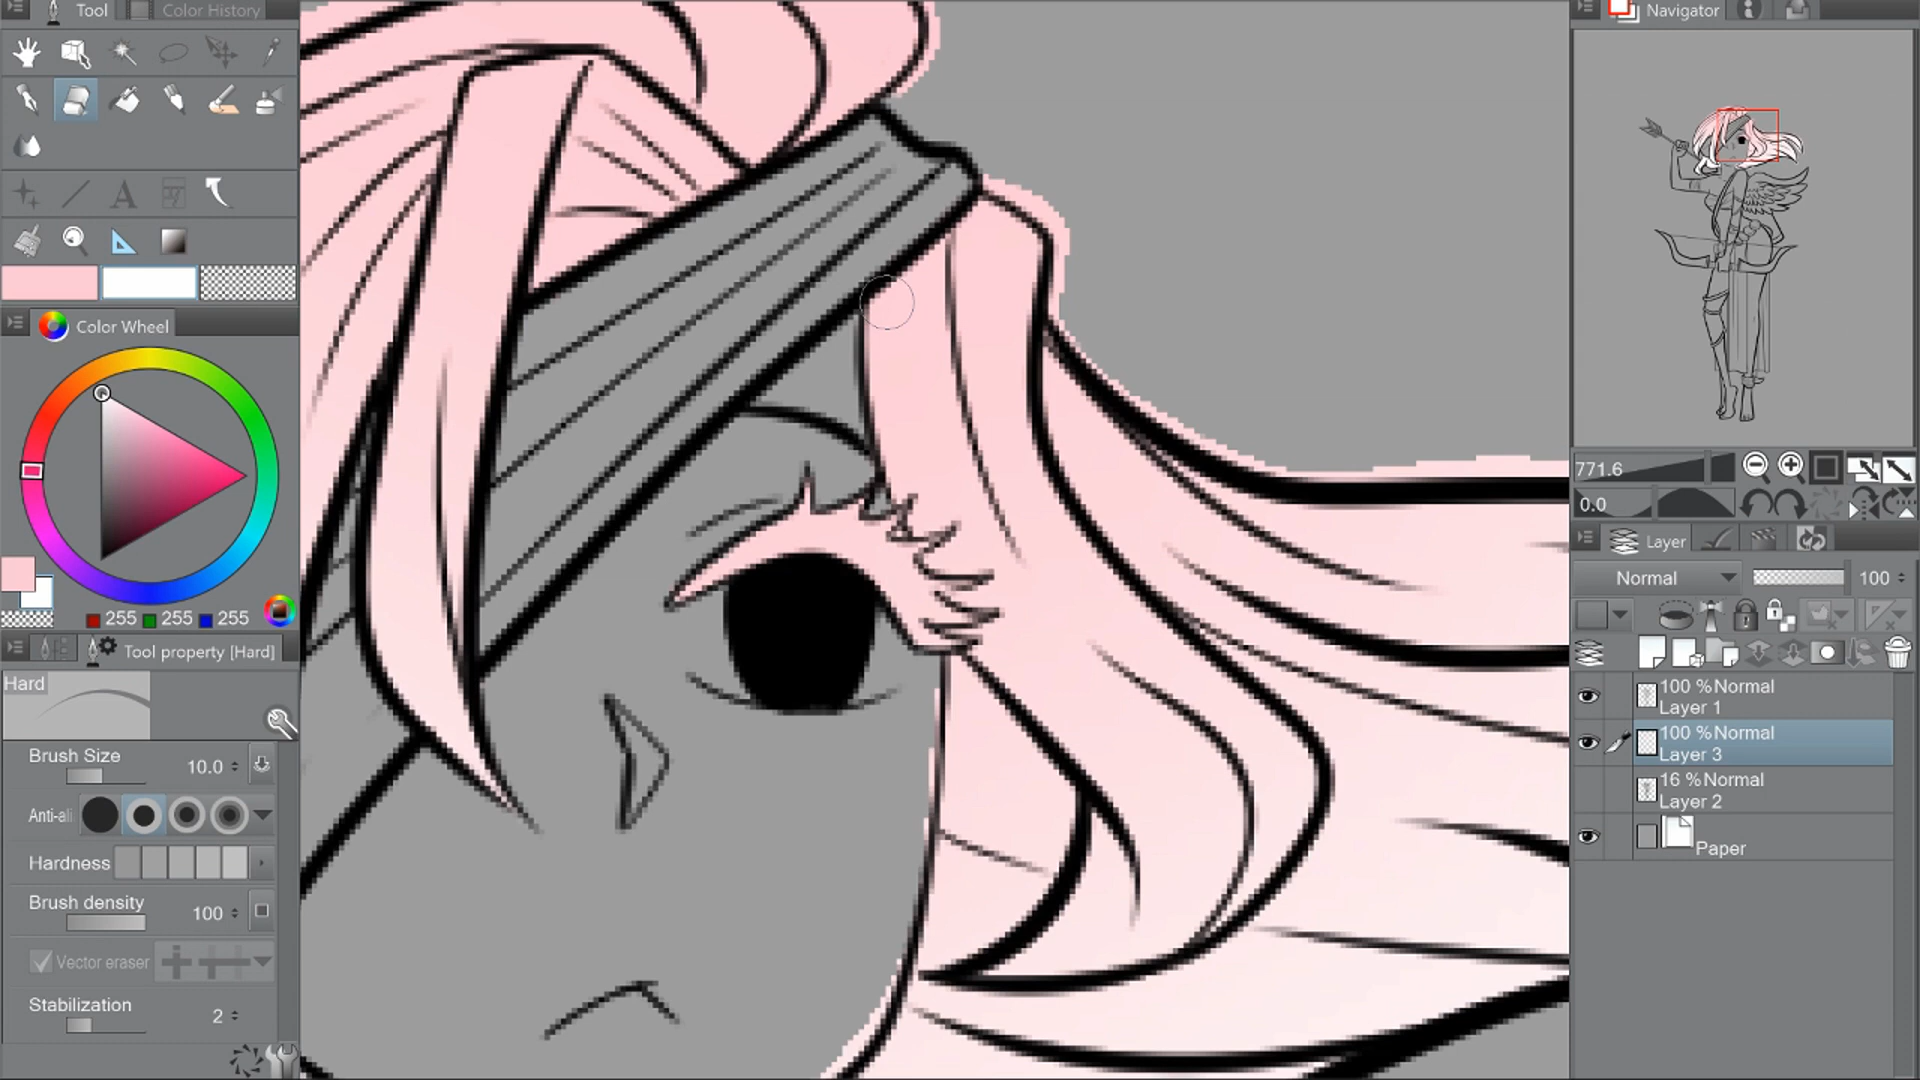 Tool
Color History
A
Color Wheel
255 255 255
Tool property [Hard]
Hard
Brush Size 10.0
Anti-ali
Hardness
Brush density 100
Vector eraser
Stabilization 2
Navigator
771.6
0.0
Layer
Normal 100
100 % Normal
Layer 1
100 % Normal
Layer 3
16 % Normal
Layer 2
Paper